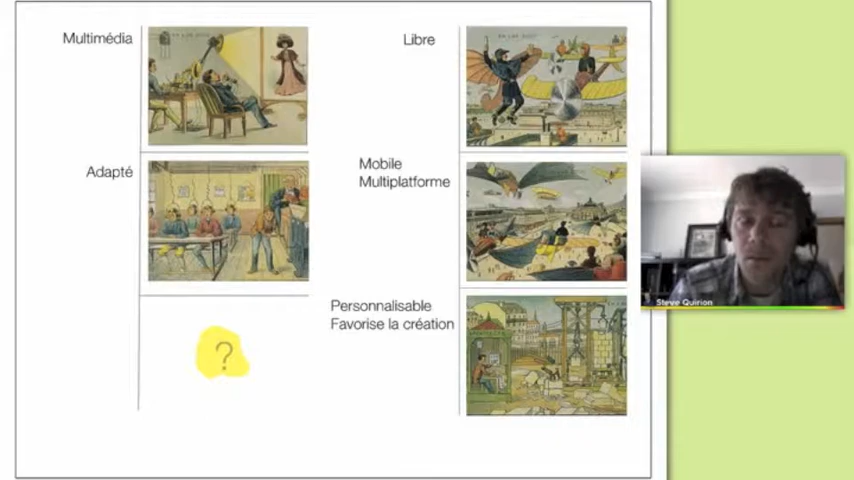 Multimédia
Adapté
?
Libre
Mobile
Multiplatforme
Personnalisable
Favorise la création
Steve Quirion